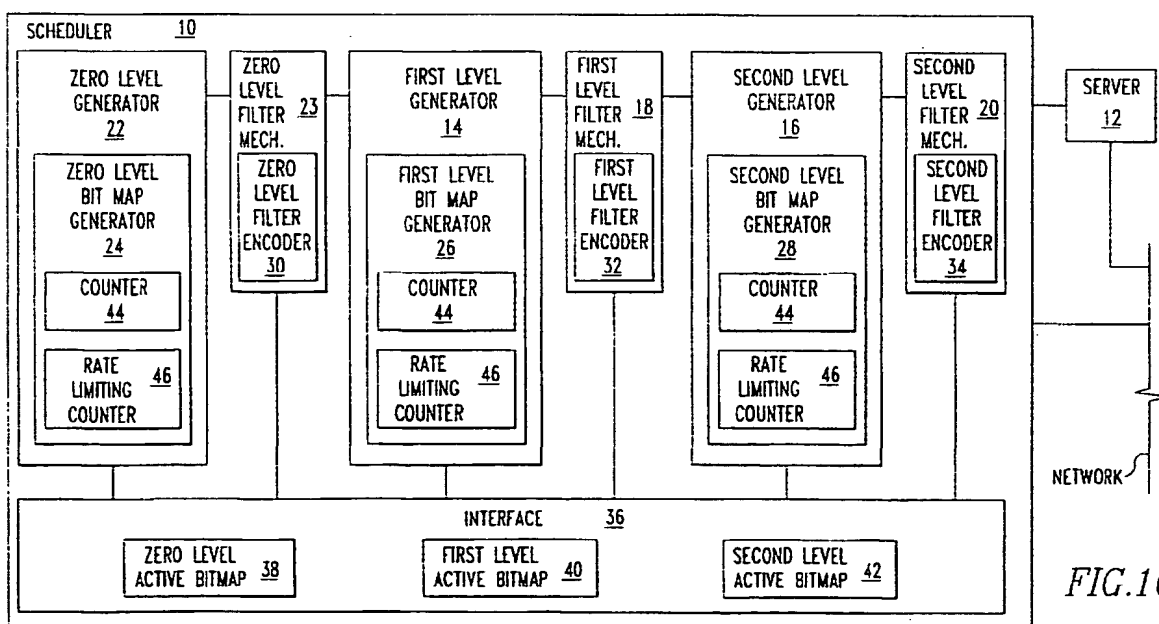 SCHEDULER 10
ZERO LEVEL
GENERATOR
22
ZERO LEVEL
BIT MAP
GENERATOR
24
COUNTER
44
RATE 46
LIMITING
COUNTER
ZERO
LEVEL 23
FILTER
MECH.
ZERO
LEVEL
FILTER
ENCODER
30
FIRST LEVEL
GENERATOR
14
FIRST LEVEL
BIT MAP
GENERATOR
26
COUNTER
44
RATE 46
LIMITING
COUNTER
FIRST
LEVEL 18
FILTER
MECH.
FIRST
LEVEL
FILTER
ENCODER
32
SECOND LEVEL
GENERATOR
16
SECOND LEVEL
BIT MAP
GENERATOR
28
COUNTER
44
RATE 46
LIMITING
COUNTER
SECOND
LEVEL 20
FILTER
MECH.
SECOND
LEVEL
FILTER
ENCODER
34
SERVER
12
NETWORK
INTERFACE 36
ZERO LEVEL 38
ACTIVE BITMAP
FIRST LEVEL 40
ACTIVE BITMAP
SECOND LEVEL 42
ACTIVE BITMAP